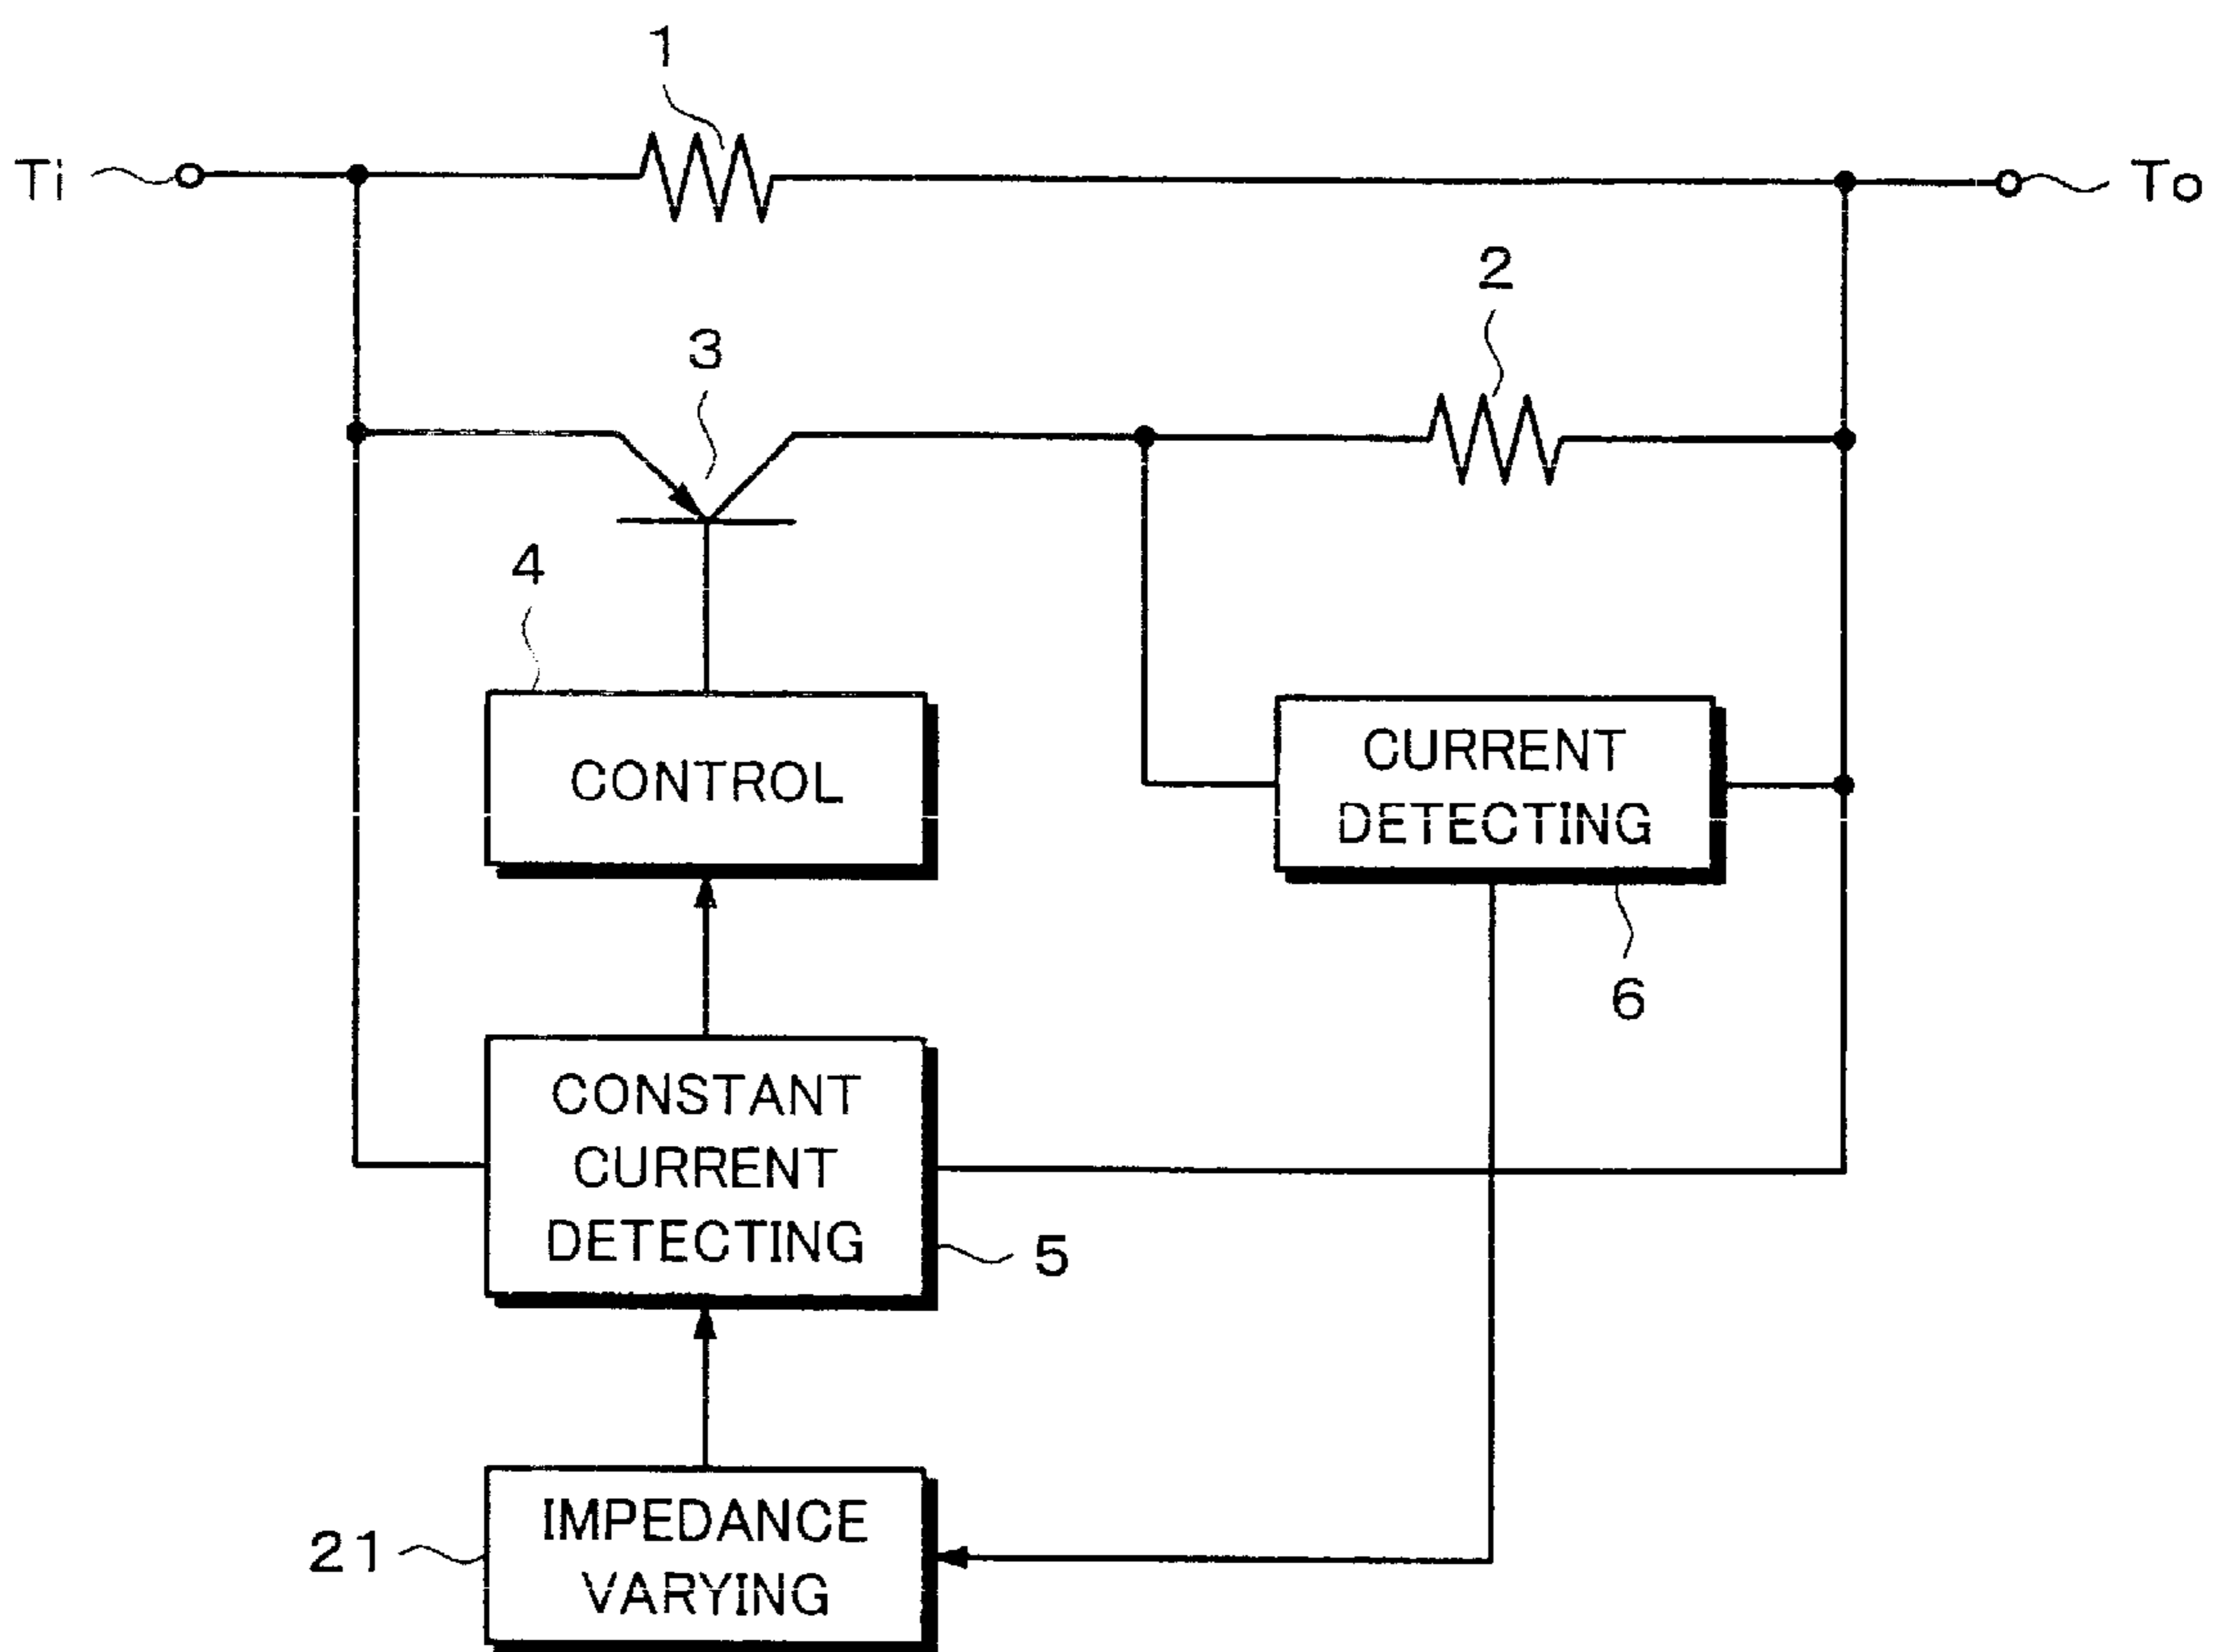 1
Ti
To
2
3
4
CONTROL
CURRENT
DETECTING
6
CONSTANT
CURRENT
DETECTING
5
IMPEDANCE
VARYING
21